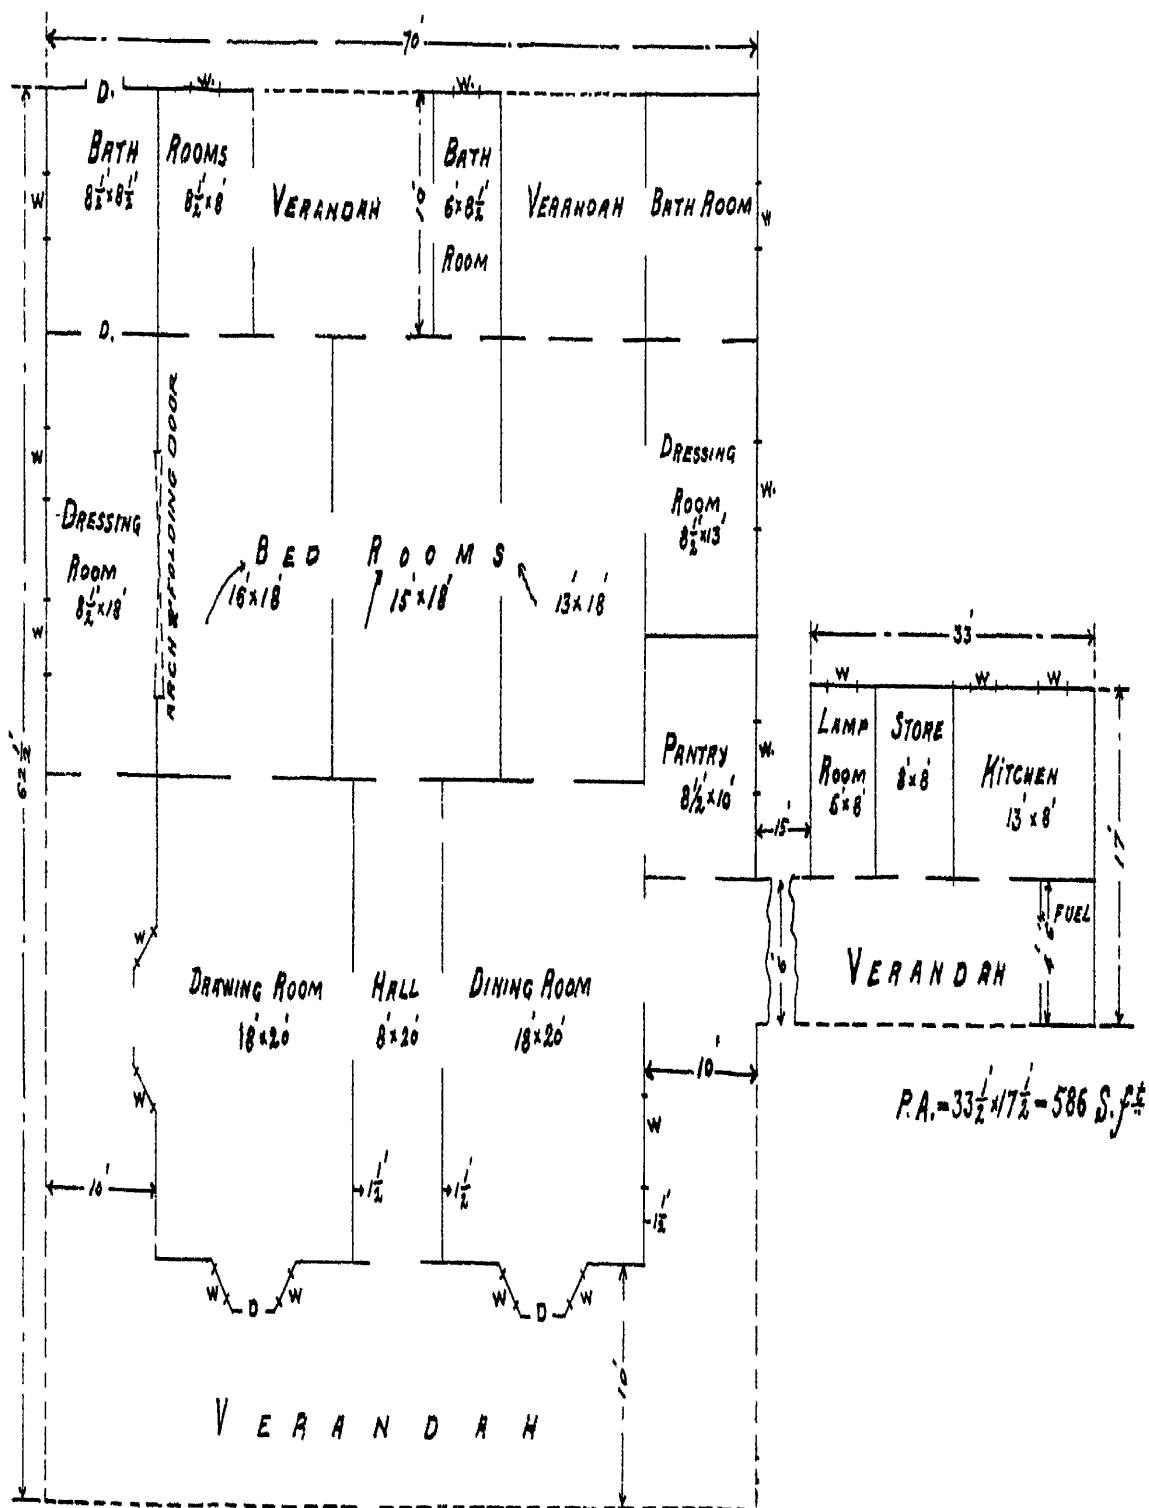 70'
D. W. W.
BATH
8½'×8½'
ROOMS
8½'×8'
VERANDAH
10'
BATH
6'×8½'
ROOM
VERANDAH
BATH ROOM
W
W
D.
ARCH & FOLDING DOOR
W
DRESSING
ROOM
8½'×18'
W
BED ROOMS
16'×18'
15'×18'
13'×18'
DRESSING
ROOM
8½'×13'
W.
62½'
PANTRY
8½'×10'
W.
15'
33'
W W W
LAMP
ROOM
6'×8'
STORE
8'×8'
KITCHEN
13'×8'
17'
FUEL
VERANDAH
6'
P.A.=33½'×17½'=586 S.ft
W
DRAWING ROOM
18'×20'
HALL
8'×20'
DINING ROOM
18'×20'
W
10'
W
10'
1½'
1½'
1½'
W D W
W D W
10'
VERANDAH